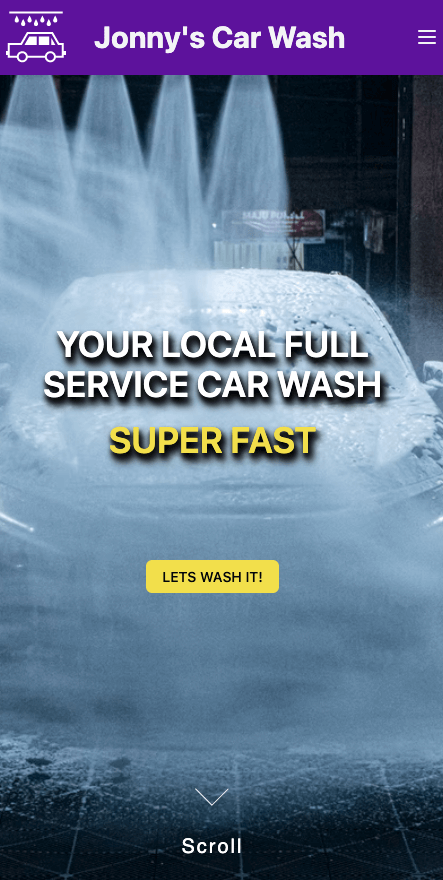 Jonny's Car Wash
YOUR LOCAL FULL
SERVICE CAR WASH
SUPER FAST
LETS WASH IT!
Scroll